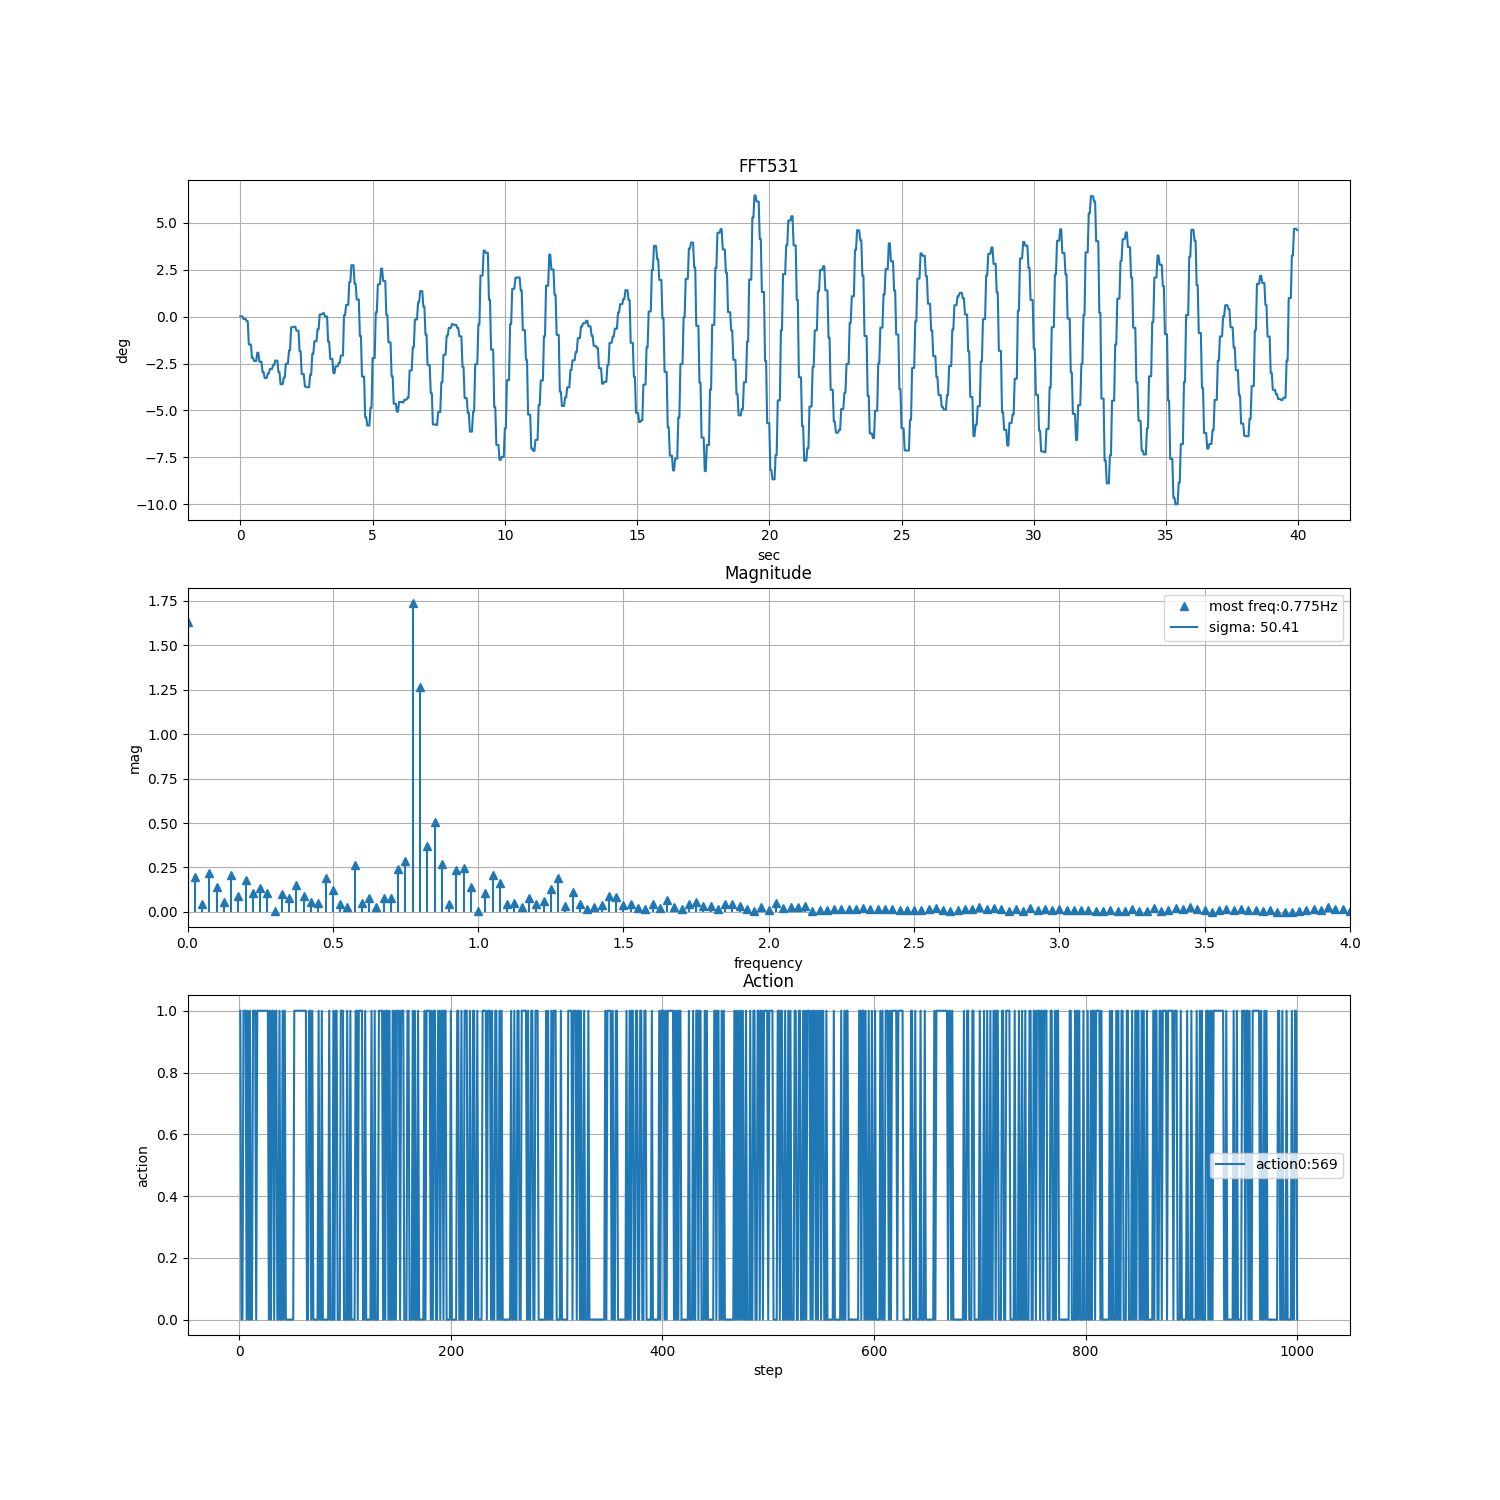 FFT531
5.0
2.5
0.0
−2.5
−5.0
−7.5
−10.0
deg
0 5 10 15 20 25 30 35 40
sec
Magnitude
1.75
1.50
1.25
1.00
0.75
0.50
0.25
0.00
mag
most freq:0.775Hz
sigma: 50.41
0.0 0.5 1.0 1.5 2.0 2.5 3.0 3.5 4.0
frequency
Action
1.0
0.8
0.6
0.4
0.2
0.0
action
action0:569
0 200 400 600 800 1000
step